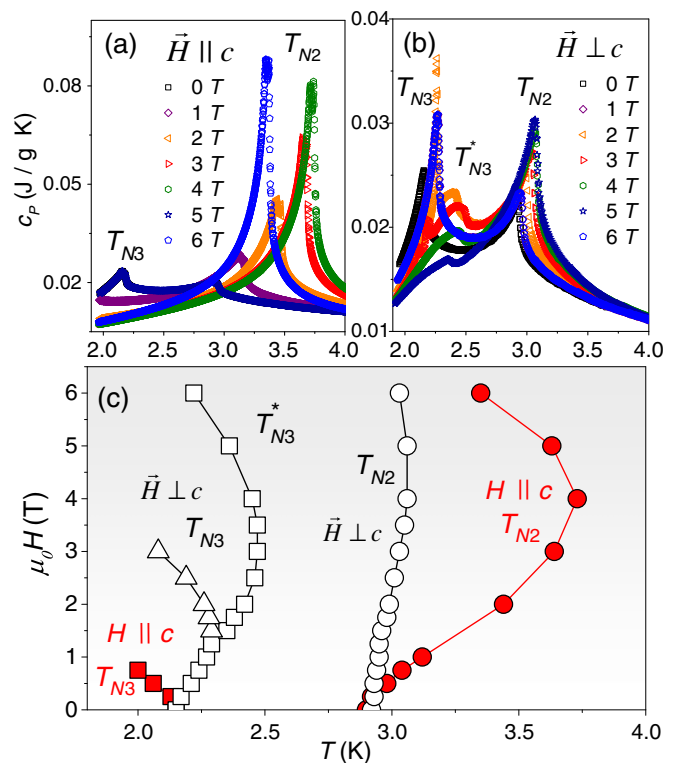 (a)
H⃗ || c
T_N2
0 T
1 T
2 T
3 T
4 T
5 T
6 T
T_N3
c_P (J / g K)
0.08
0.05
0.02
2.0 2.5 3.0 3.5 4.0
(b)
H⃗ ⊥ c
T_N3
T_N2
T*_N3
0 T
1 T
2 T
3 T
4 T
5 T
6 T
0.04
0.03
0.02
0.01
2.0 2.5 3.0 3.5 4.0
(c)
T*_N3
H⃗ ⊥ c
T_N3
T_N2
H⃗ ⊥ c
H || c
T_N2
H || c
T_N3
μ₀H (T)
6
5
4
3
2
1
0
2.0 2.5 3.0 3.5 4.0
T (K)